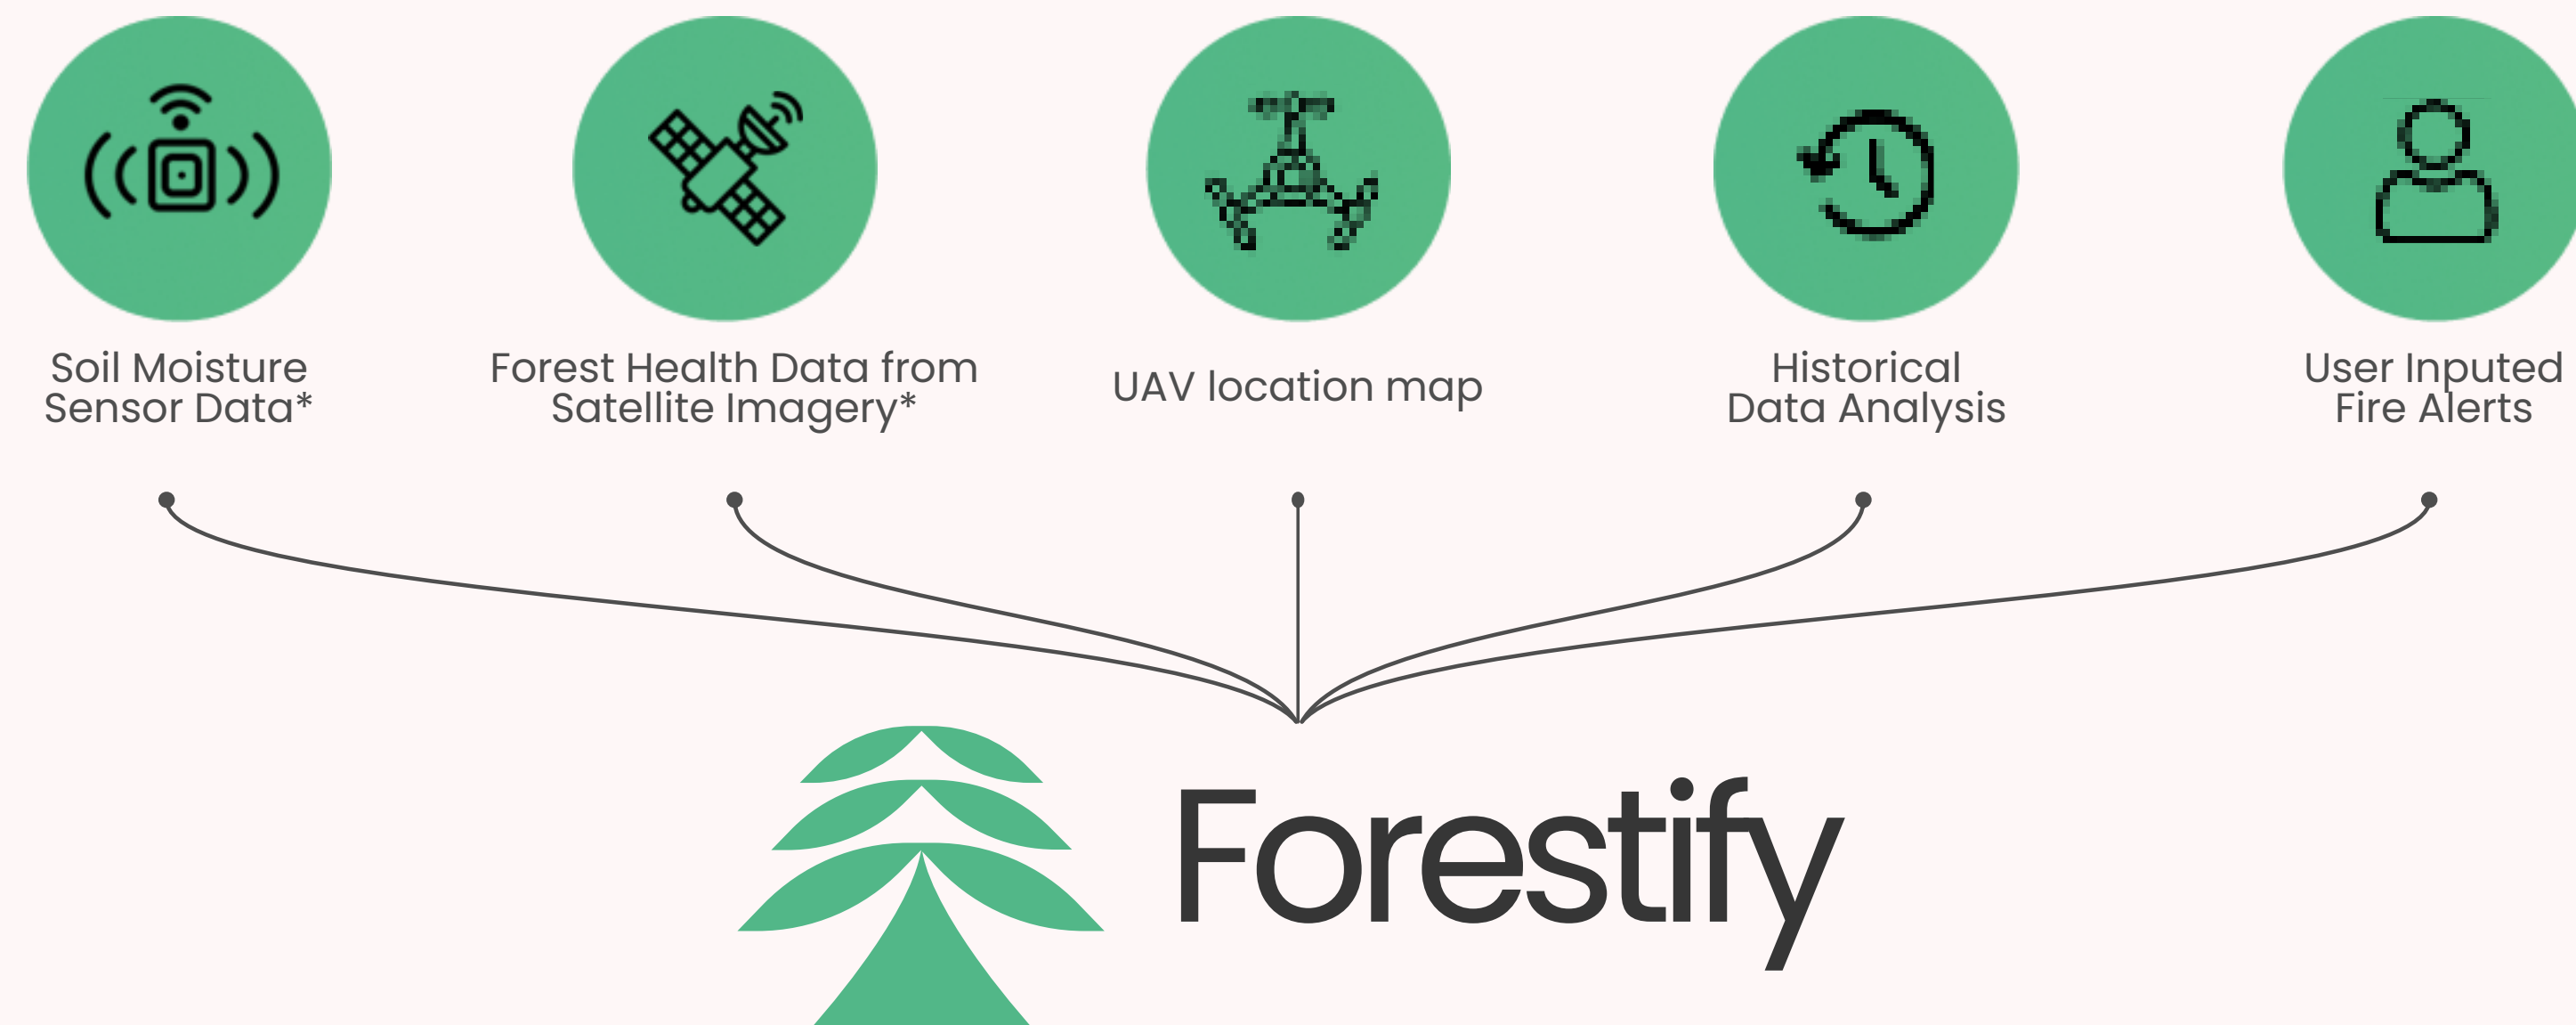 Soil Moisture
Sensor Data*
Forest Health Data from
Satellite Imagery*
UAV location map
Historical
Data Analysis
User Inputed
Fire Alerts
Forestify